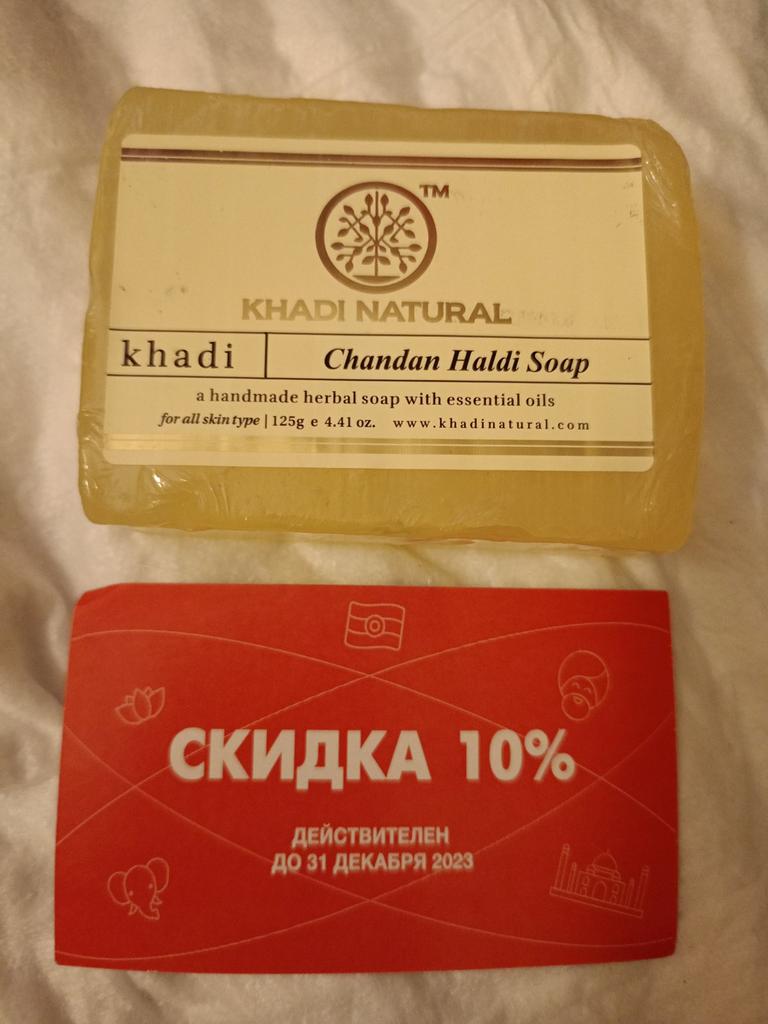 TM
KHADI NATURAL
khadi
Chandan Haldi Soap
a handmade herbal soap with essential oils
for all skin type | 125g e 4.41 oz. www.khadinatural.com
СКИДКА 10%
ДЕЙСТВИТЕЛЕН
ДО 31 ДЕКАБРЯ 2023